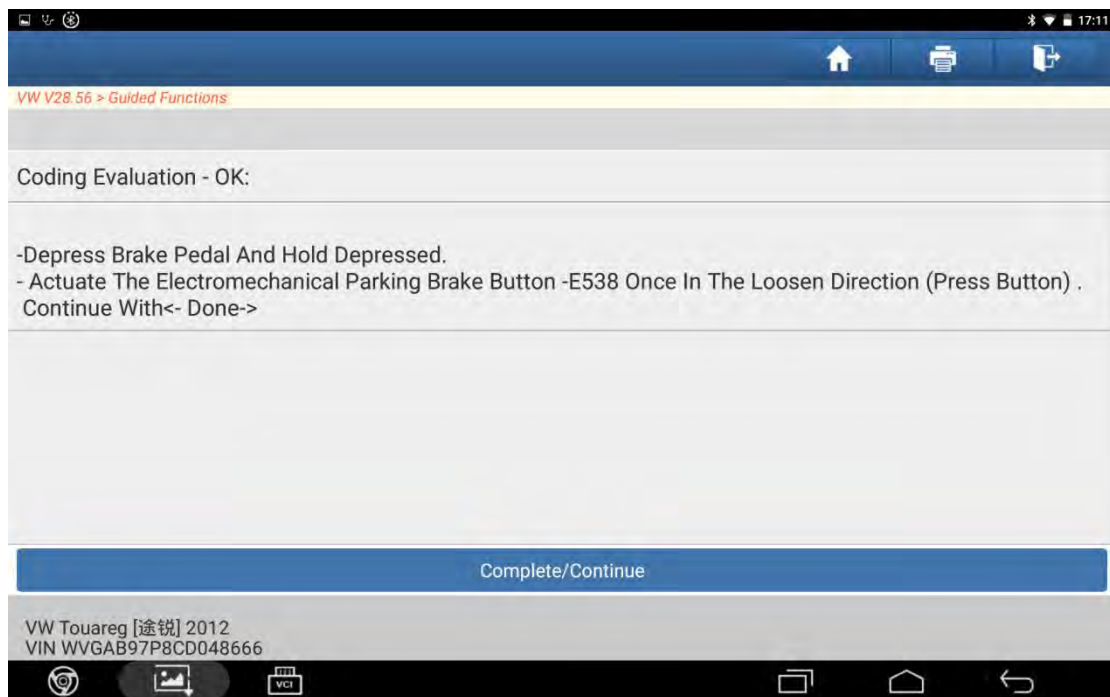 17:11
VW V28.56 > Guided Functions
Coding Evaluation - OK:
-Depress Brake Pedal And Hold Depressed.
- Actuate The Electromechanical Parking Brake Button -E538 Once In The Loosen Direction (Press Button) .
Continue With<- Done->
Complete/Continue
VW Touareg [途锐] 2012
VIN WVGAB97P8CD048666
VCI